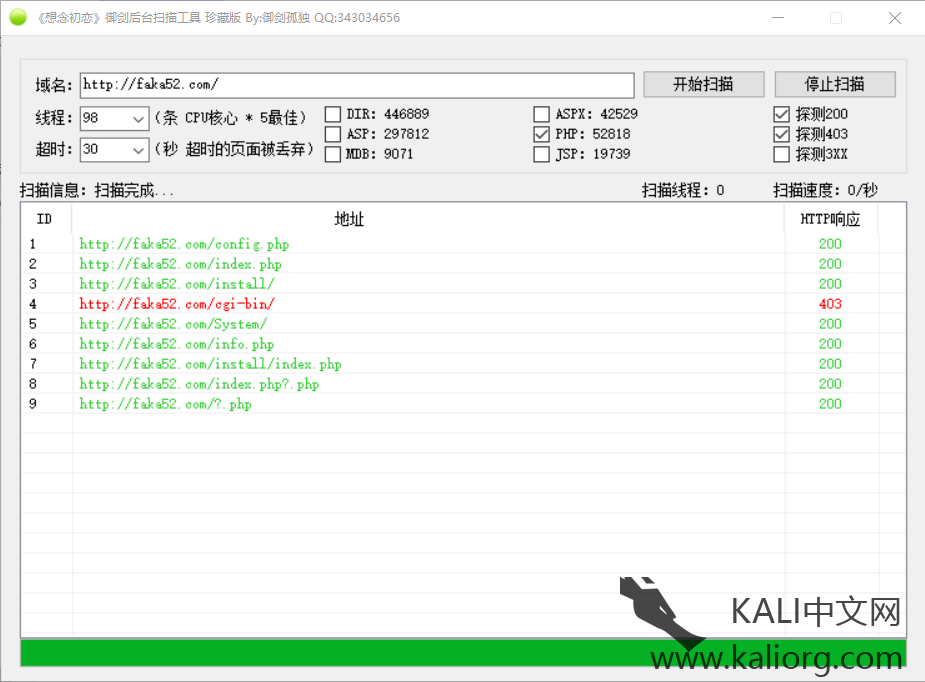 《想念初恋》御剑后台扫描工具 珍藏版 By:御剑孤独 QQ:343034656
域名: http://faka52.com/ 开始扫描 停止扫描
线程: 98 (条 CPU核心 * 5最佳) DIR: 446889 ASPX: 42529 探测200
ASP: 297812 PHP: 52818 探测403
超时: 30 (秒 超时的页面被丢弃) MDB: 9071 JSP: 19739 探测3XX
扫描信息: 扫描完成... 扫描线程: 0 扫描速度: 0/秒
ID 地址 HTTP响应
1 http://faka52.com/config.php 200
2 http://faka52.com/index.php 200
3 http://faka52.com/install/ 200
4 http://faka52.com/cgi-bin/ 403
5 http://faka52.com/System/ 200
6 http://faka52.com/info.php 200
7 http://faka52.com/install/index.php 200
8 http://faka52.com/index.php?.php 200
9 http://faka52.com/?.php 200
KALI中文网
www.kaliorg.com